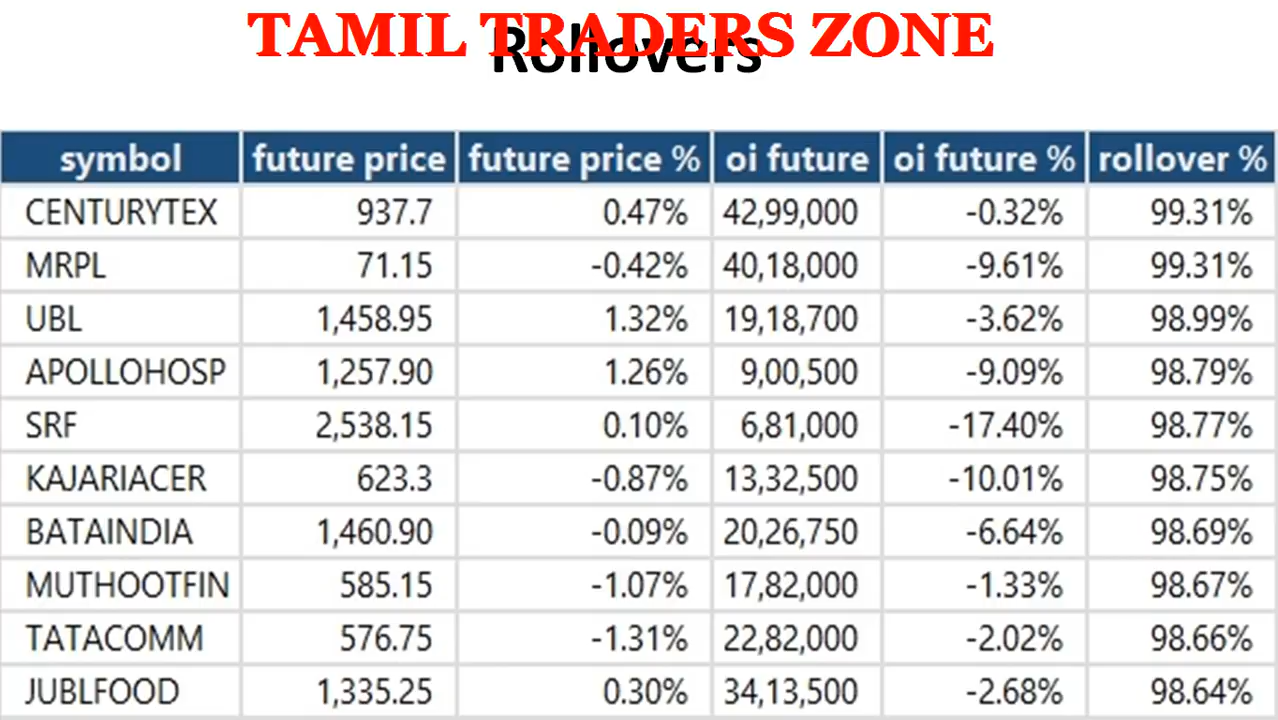 TAMIL TRADERS ZONE
Rollovers
symbol future price future price % oi future oi future % rollover %
CENTURYTEX 937.7 0.47% 42,99,000 -0.32% 99.31%
MRPL 71.15 -0.42% 40,18,000 -9.61% 99.31%
UBL 1,458.95 1.32% 19,18,700 -3.62% 98.99%
APOLLOHOSP 1,257.90 1.26% 9,00,500 -9.09% 98.79%
SRF 2,538.15 0.10% 6,81,000 -17.40% 98.77%
KAJARIACER 623.3 -0.87% 13,32,500 -10.01% 98.75%
BATAINDIA 1,460.90 -0.09% 20,26,750 -6.64% 98.69%
MUTHOOTFIN 585.15 -1.07% 17,82,000 -1.33% 98.67%
TATACOMM 576.75 -1.31% 22,82,000 -2.02% 98.66%
JUBLFOOD 1,335.25 0.30% 34,13,500 -2.68% 98.64%